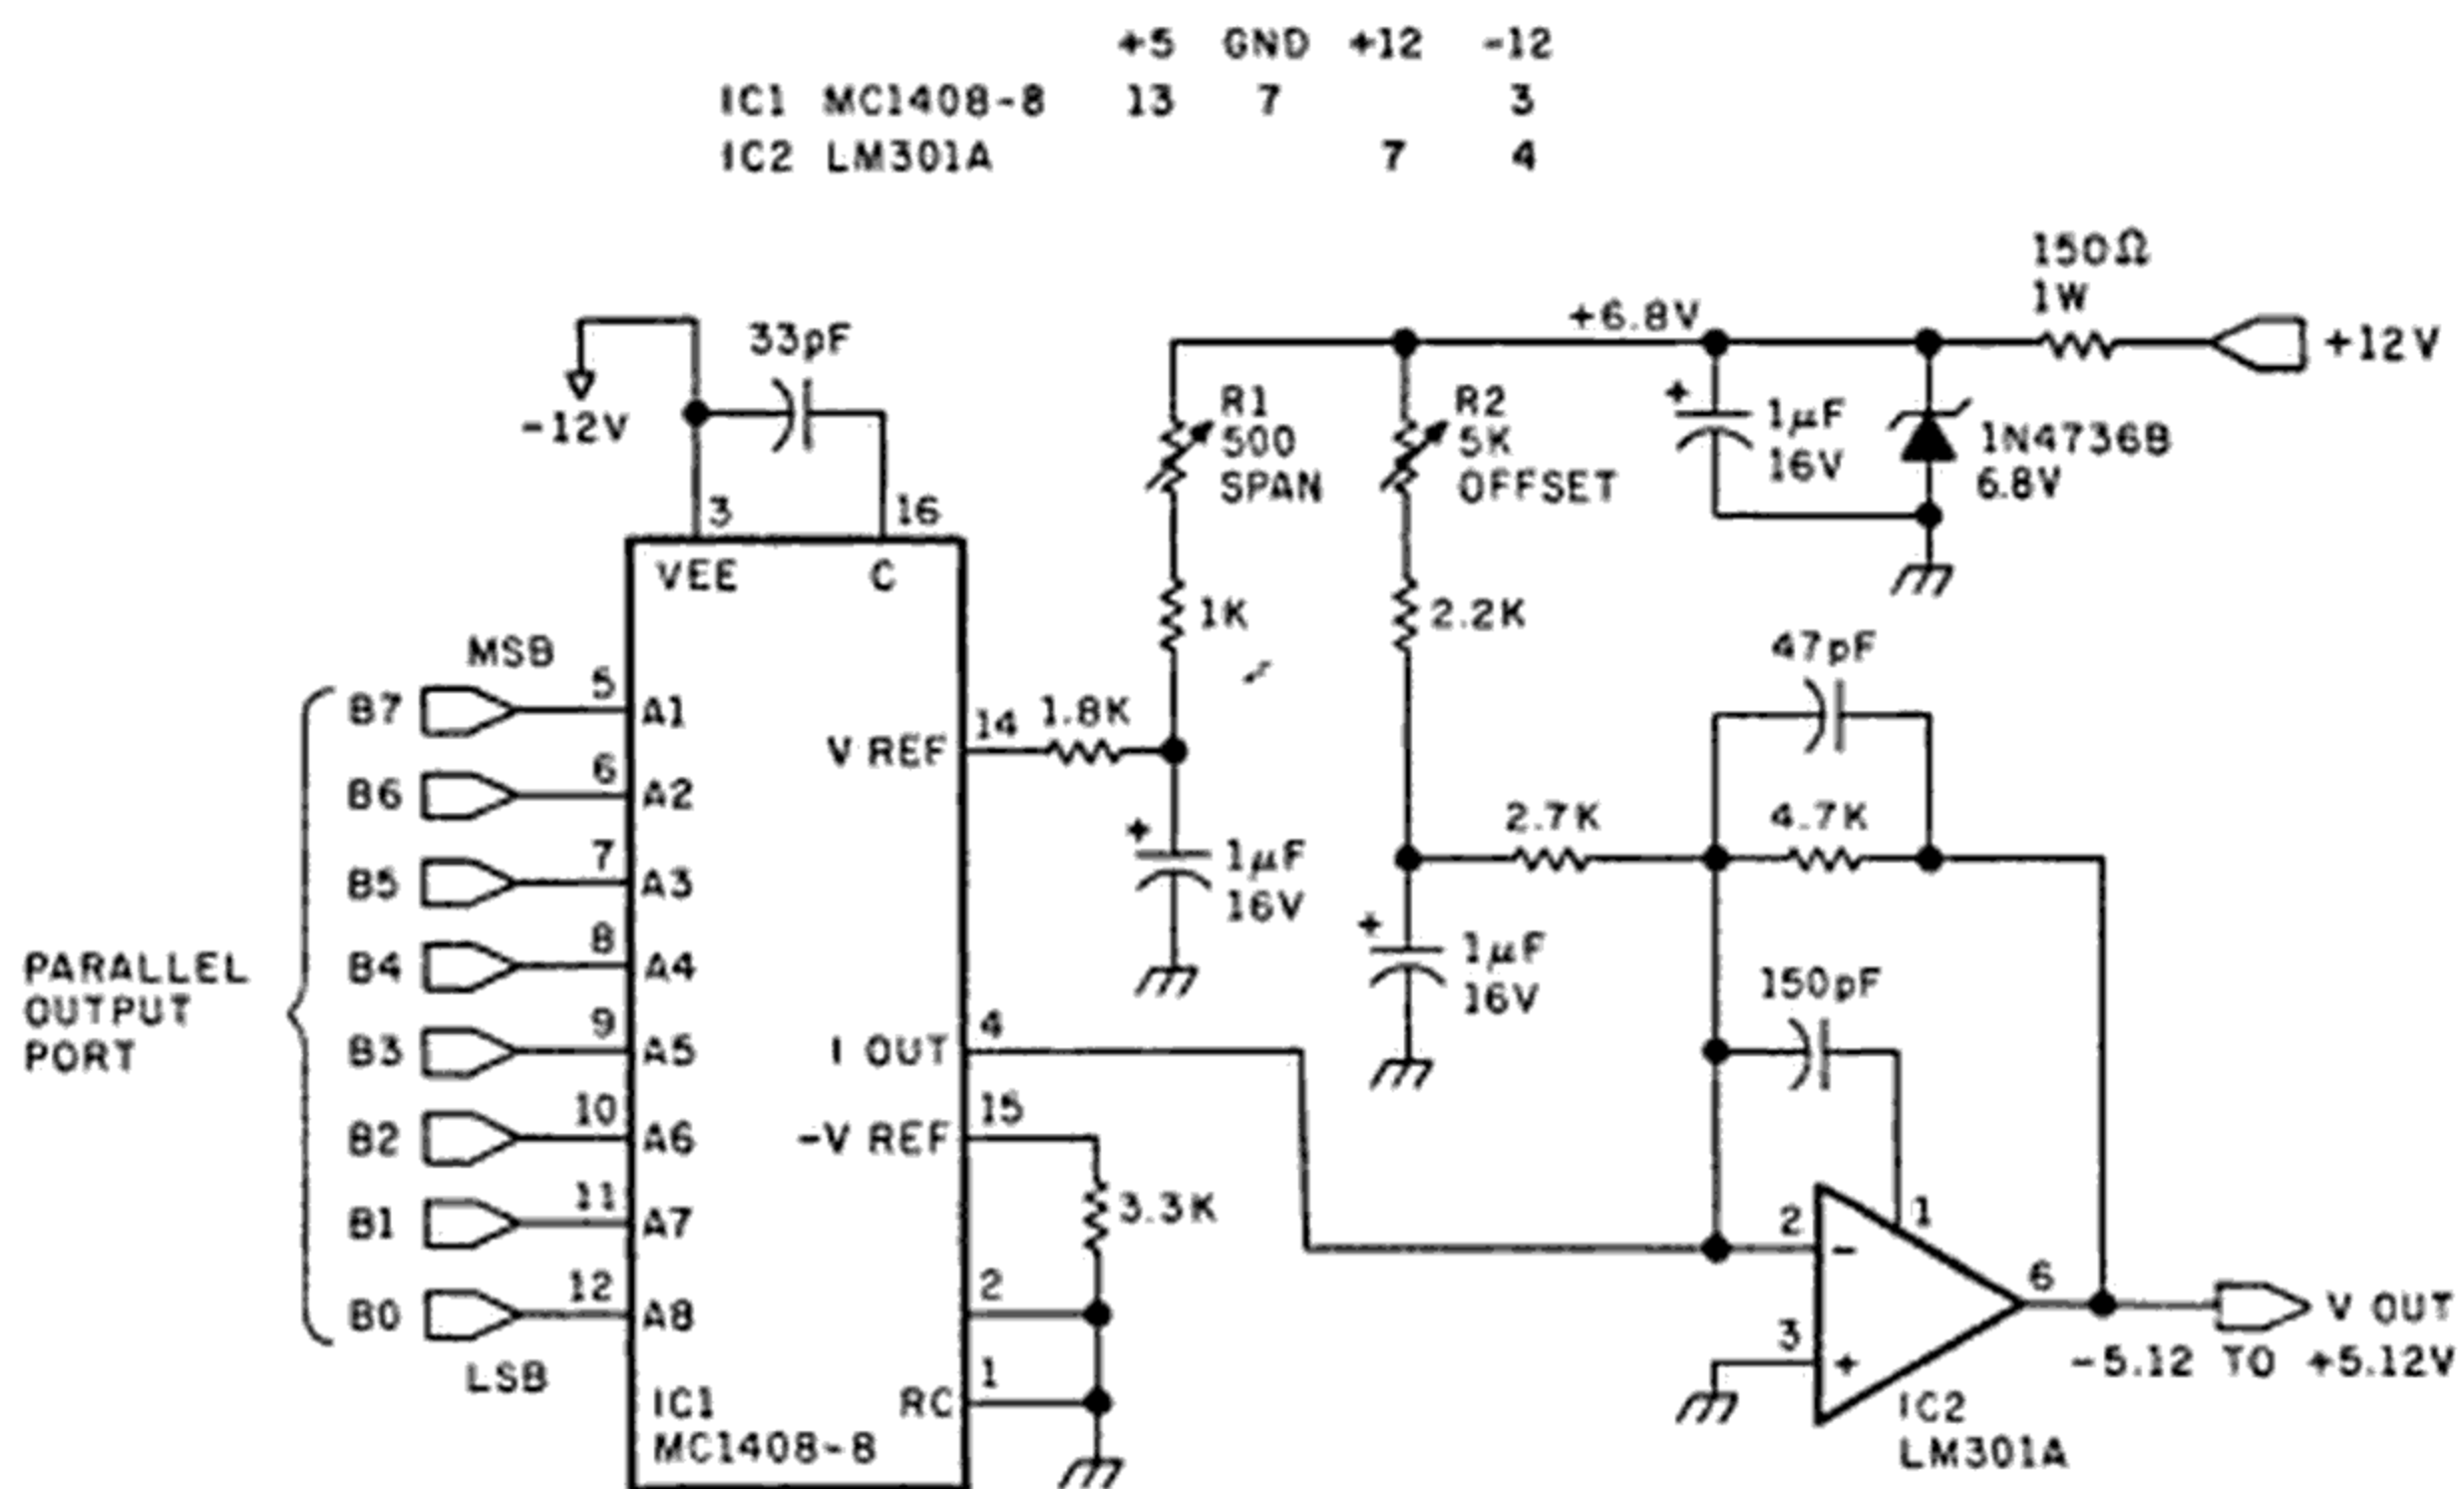 +5 GND +12 -12
IC1 MC1408-8 13 7 3
IC2 LM301A 7 4
150Ω
1W
+6.8V
+12V
33pF
-12V
R1
500
SPAN
R2
5K
OFFSET
+
1µF
16V
1N4736B
6.8V
3
16
VEE
C
1K
2.2K
47pF
MSB
B7
5
A1
B6
6
A2
V REF
14
1.8K
B5
7
A3
+
1µF
16V
2.7K
4.7K
PARALLEL
OUTPUT
PORT
B4
8
A4
+
1µF
16V
150pF
B3
9
A5
I OUT
4
B2
10
A6
-V REF
15
3.3K
B1
11
A7
2
-
1
B0
12
A8
2
6
V OUT
-5.12 TO +5.12V
3
+
LSB
IC1
MC1408-8
RC
1
IC2
LM301A